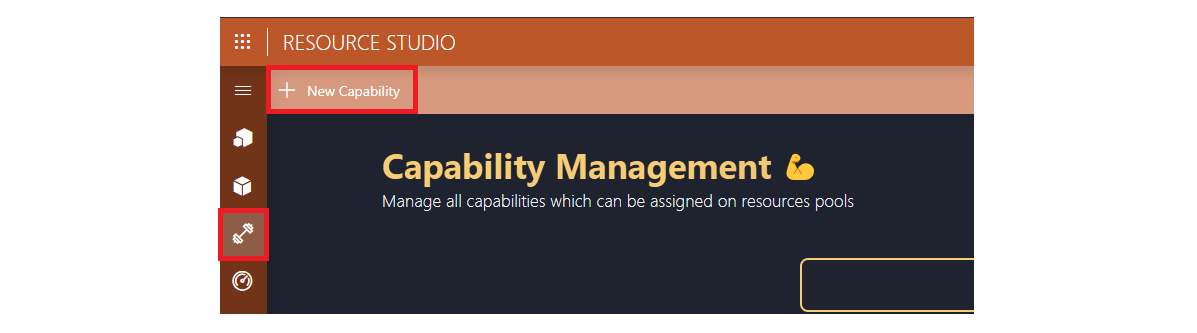 RESOURCE STUDIO
New Capability
Capability Management 💪
Manage all capabilities which can be assigned on resources pools